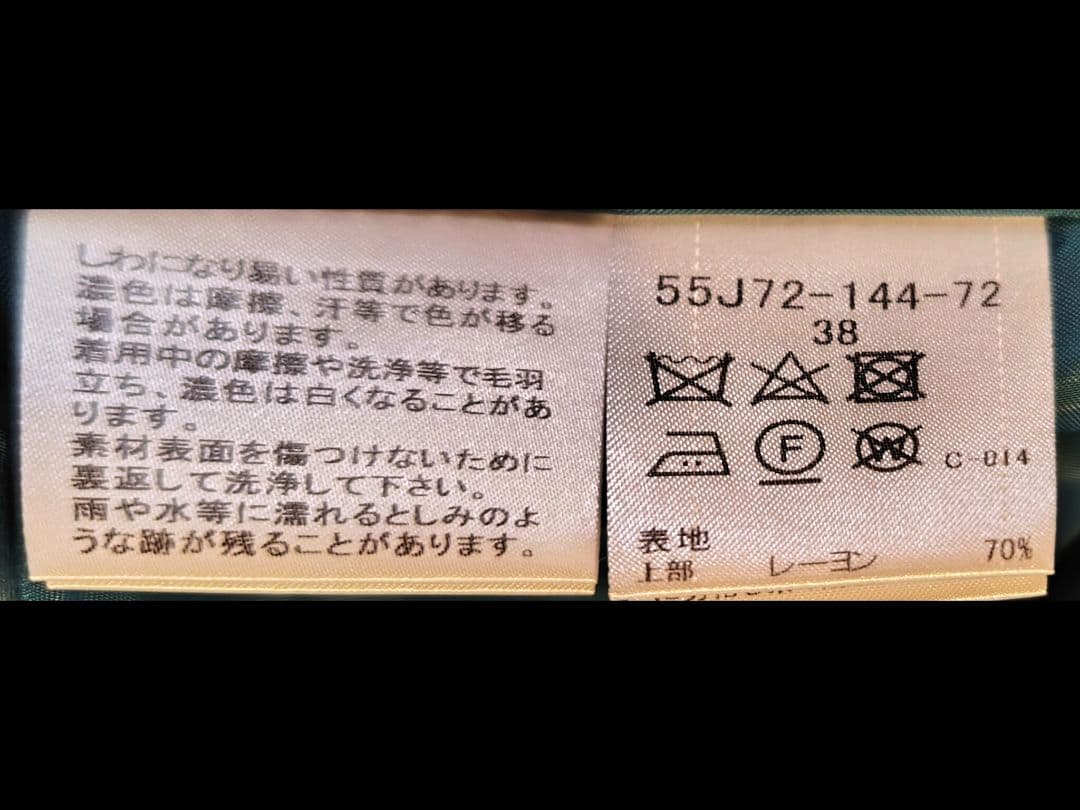 しわになり易い性質があります。
濃色は摩擦、汗等で色が移る
場合があります。
着用中の摩擦や洗浄等で毛羽
立ち、濃色は白くなることがあ
ります。
素材表面を傷つけないために
裏返して洗浄して下さい。
雨や水等に濡れるとしみのよ
うな跡が残ることがあります。
55J72-144-72
38
F
W C-014
表地
上部 レーヨン 70%